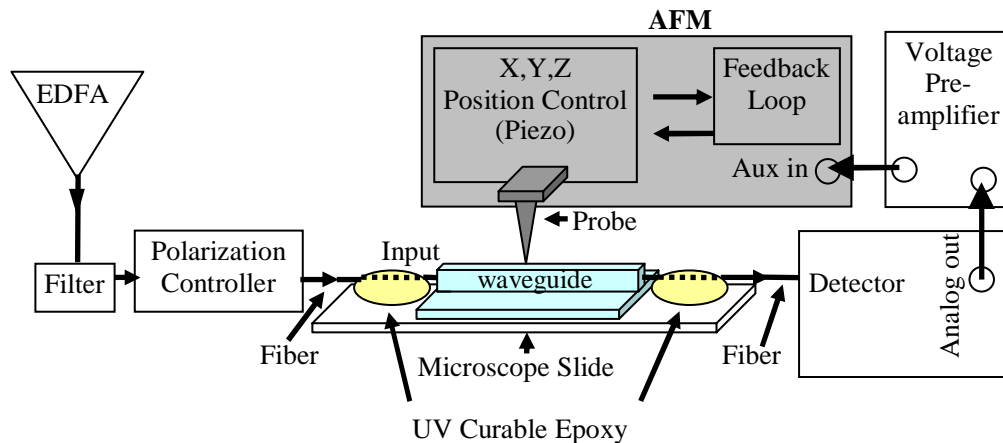 AFM
EDFA
X,Y,Z
Position Control
(Piezo)
Feedback
Loop
Voltage
Pre-
amplifier
Aux in
Probe
Polarization
Controller
Filter
Input
waveguide
Detector
Analog out
Fiber
Microscope Slide
Fiber
UV Curable Epoxy